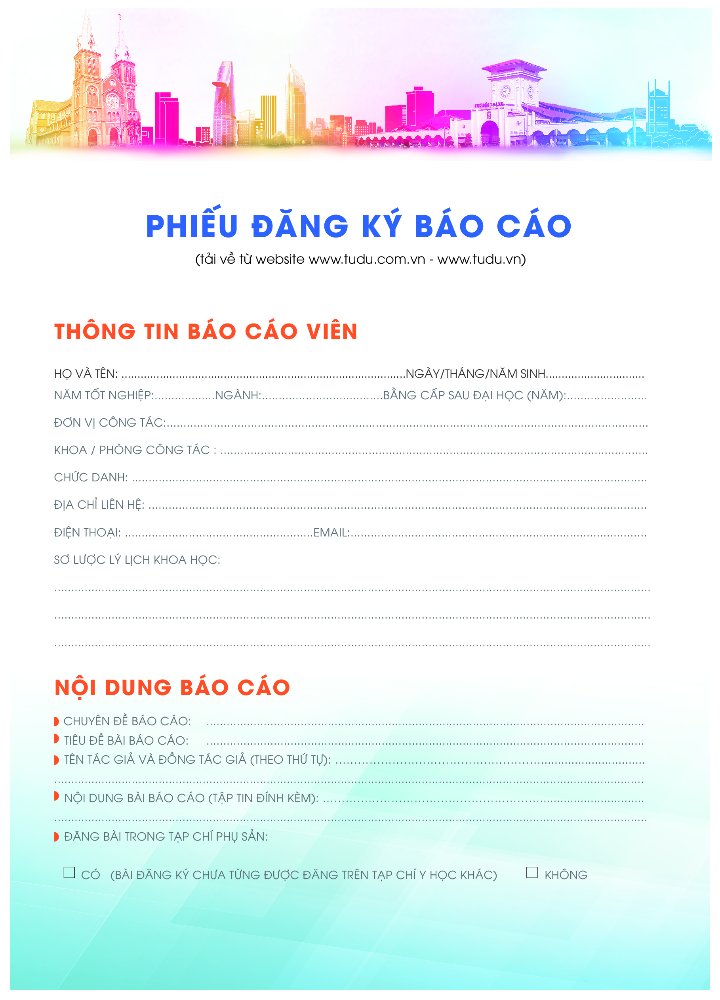 CHỢ BẾN THÀNH
PHIẾU ĐĂNG KÝ BÁO CÁO
(tải về từ website www.tudu.com.vn - www.tudu.vn)
THÔNG TIN BÁO CÁO VIÊN
HỌ VÀ TÊN: ........................................................................................NGÀY/THÁNG/NĂM SINH...............................
NĂM TỐT NGHIỆP:..................NGÀNH:....................................BẰNG CẤP SAU ĐẠI HỌC (NĂM):........................
ĐƠN VỊ CÔNG TÁC:................................................................................................................................................
KHOA / PHÒNG CÔNG TÁC : ................................................................................................................................
CHỨC DANH: ..........................................................................................................................................................
ĐỊA CHỈ LIÊN HỆ: .....................................................................................................................................................
ĐIỆN THOẠI: ........................................................EMAIL:........................................................................................
SƠ LƯỢC LÝ LỊCH KHOA HỌC:
..................................................................................................................................................................................
..................................................................................................................................................................................
..................................................................................................................................................................................
NỘI DUNG BÁO CÁO
CHUYÊN ĐỀ BÁO CÁO: ..................................................................................................................................
TIÊU ĐỀ BÀI BÁO CÁO: ..................................................................................................................................
TÊN TÁC GIẢ VÀ ĐỒNG TÁC GIẢ (THEO THỨ TỰ): ........................................................................................
................................................................................................................................................................................
NỘI DUNG BÀI BÁO CÁO (TẬP TIN ĐÍNH KÈM): ............................................................................................
.................................................................................................................................................................................
ĐĂNG BÀI TRONG TẠP CHÍ PHỤ SẢN:
☐ CÓ (BÀI ĐĂNG KÝ CHƯA TỪNG ĐƯỢC ĐĂNG TRÊN TẠP CHÍ Y HỌC KHÁC) ☐ KHÔNG